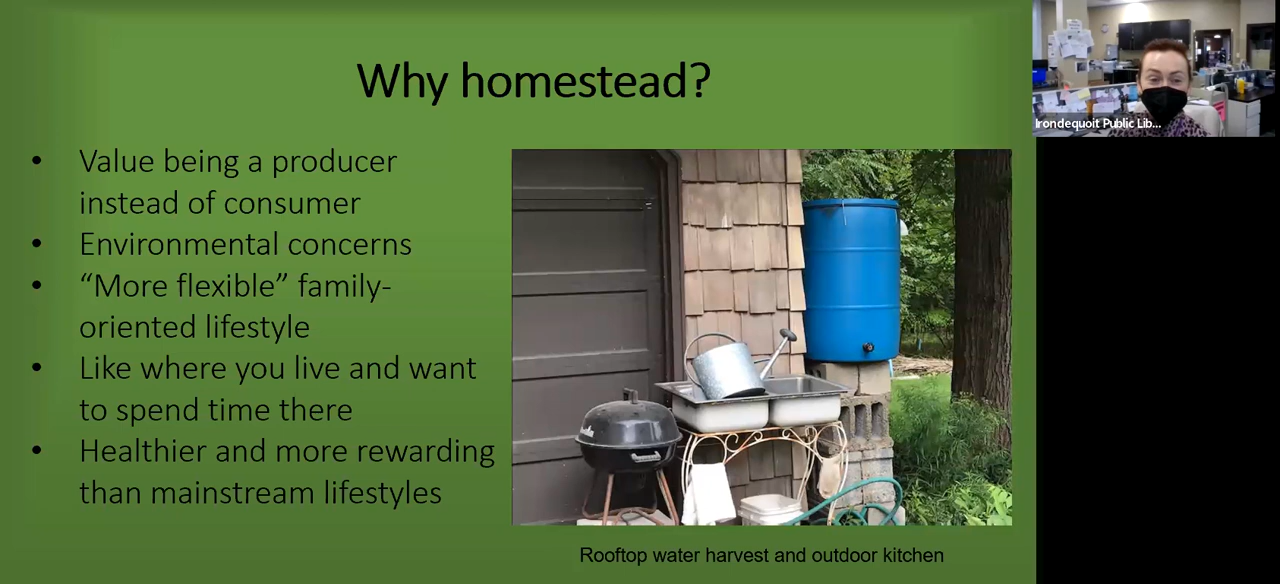 Why homestead?
• Value being a producer
instead of consumer
• Environmental concerns
• “More flexible” family-
oriented lifestyle
• Like where you live and want
to spend time there
• Healthier and more rewarding
than mainstream lifestyles
Rooftop water harvest and outdoor kitchen
Irondequoit Public Lib...